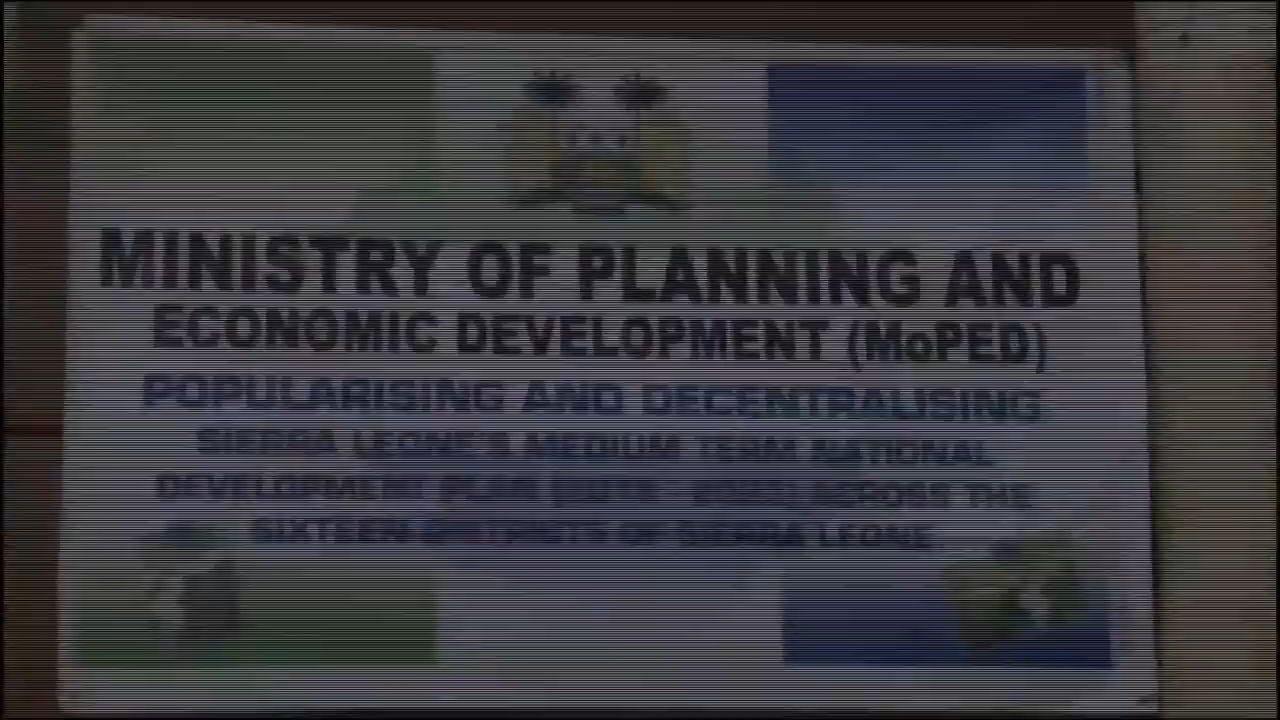 MINISTRY OF PLANNING AND
ECONOMIC DEVELOPMENT (MoPED)
POPULARISING AND DECENTRALISING
SIERRA LEONE'S MEDIUM TERM NATIONAL
DEVELOPMENT PLAN ACROSS THE
SIXTEEN DISTRICTS OF SIERRA LEONE.